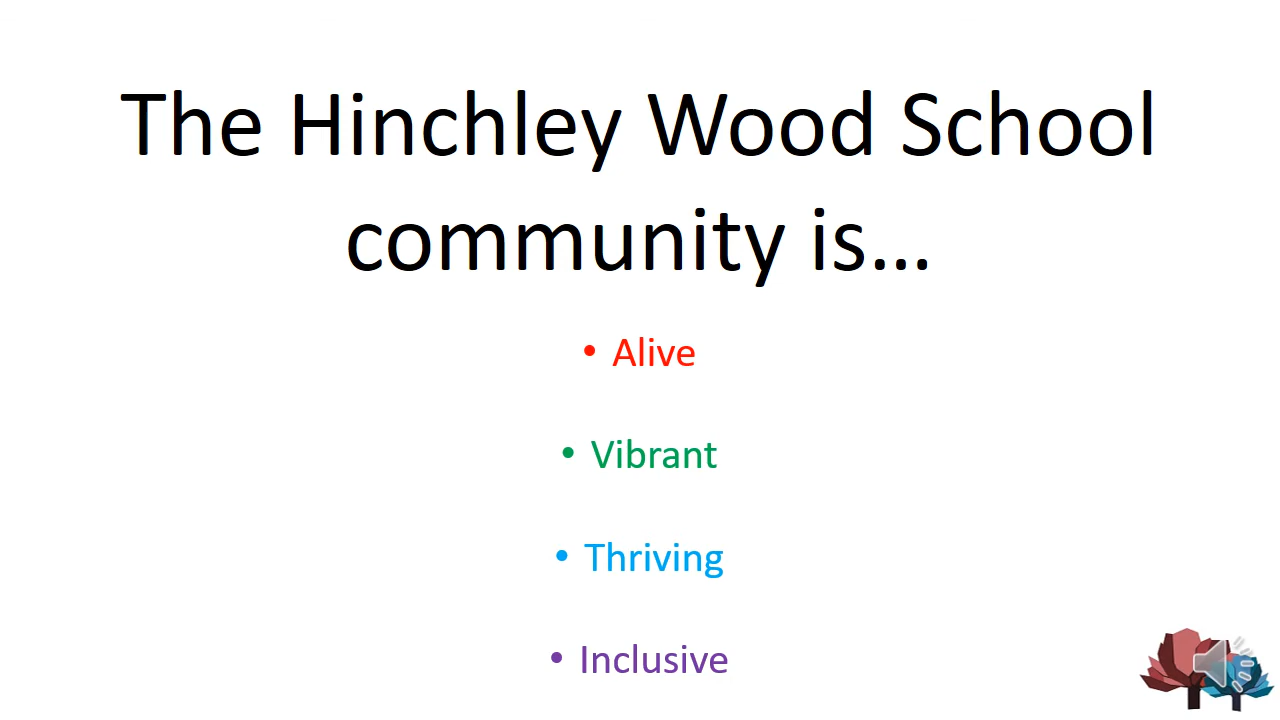 The Hinchley Wood School
community is…
• Alive
• Vibrant
• Thriving
• Inclusive